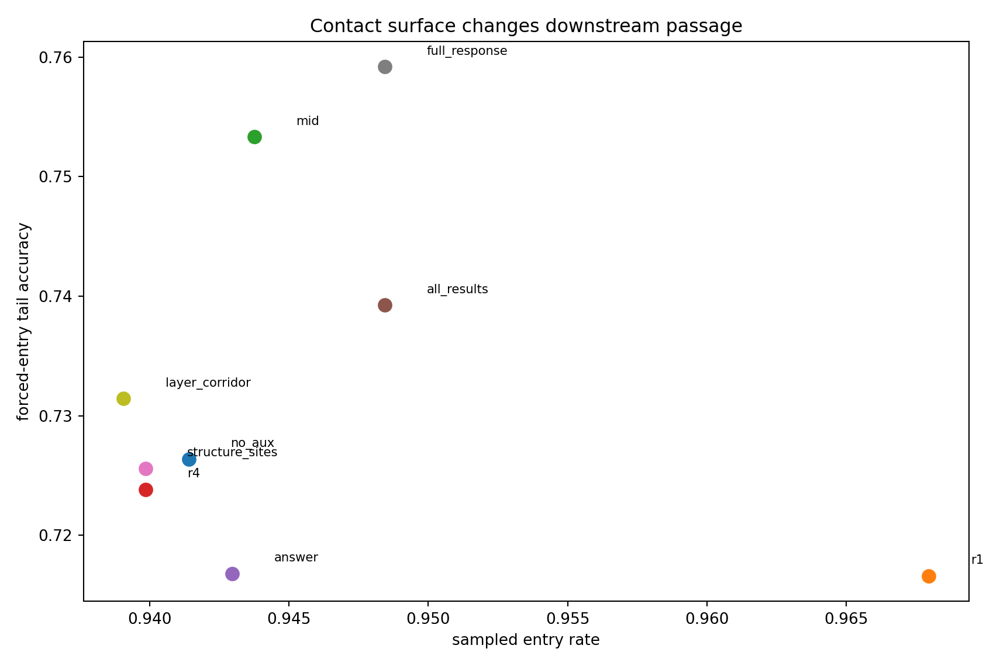 Contact surface changes downstream passage
full_response
0.76
mid
0.75
all_results
0.74
layer_corridor
0.73
no_aux
structure_sites
r4
0.72
answer
r1
forced-entry tail accuracy
0.940 0.945 0.950 0.955 0.960 0.965
sampled entry rate